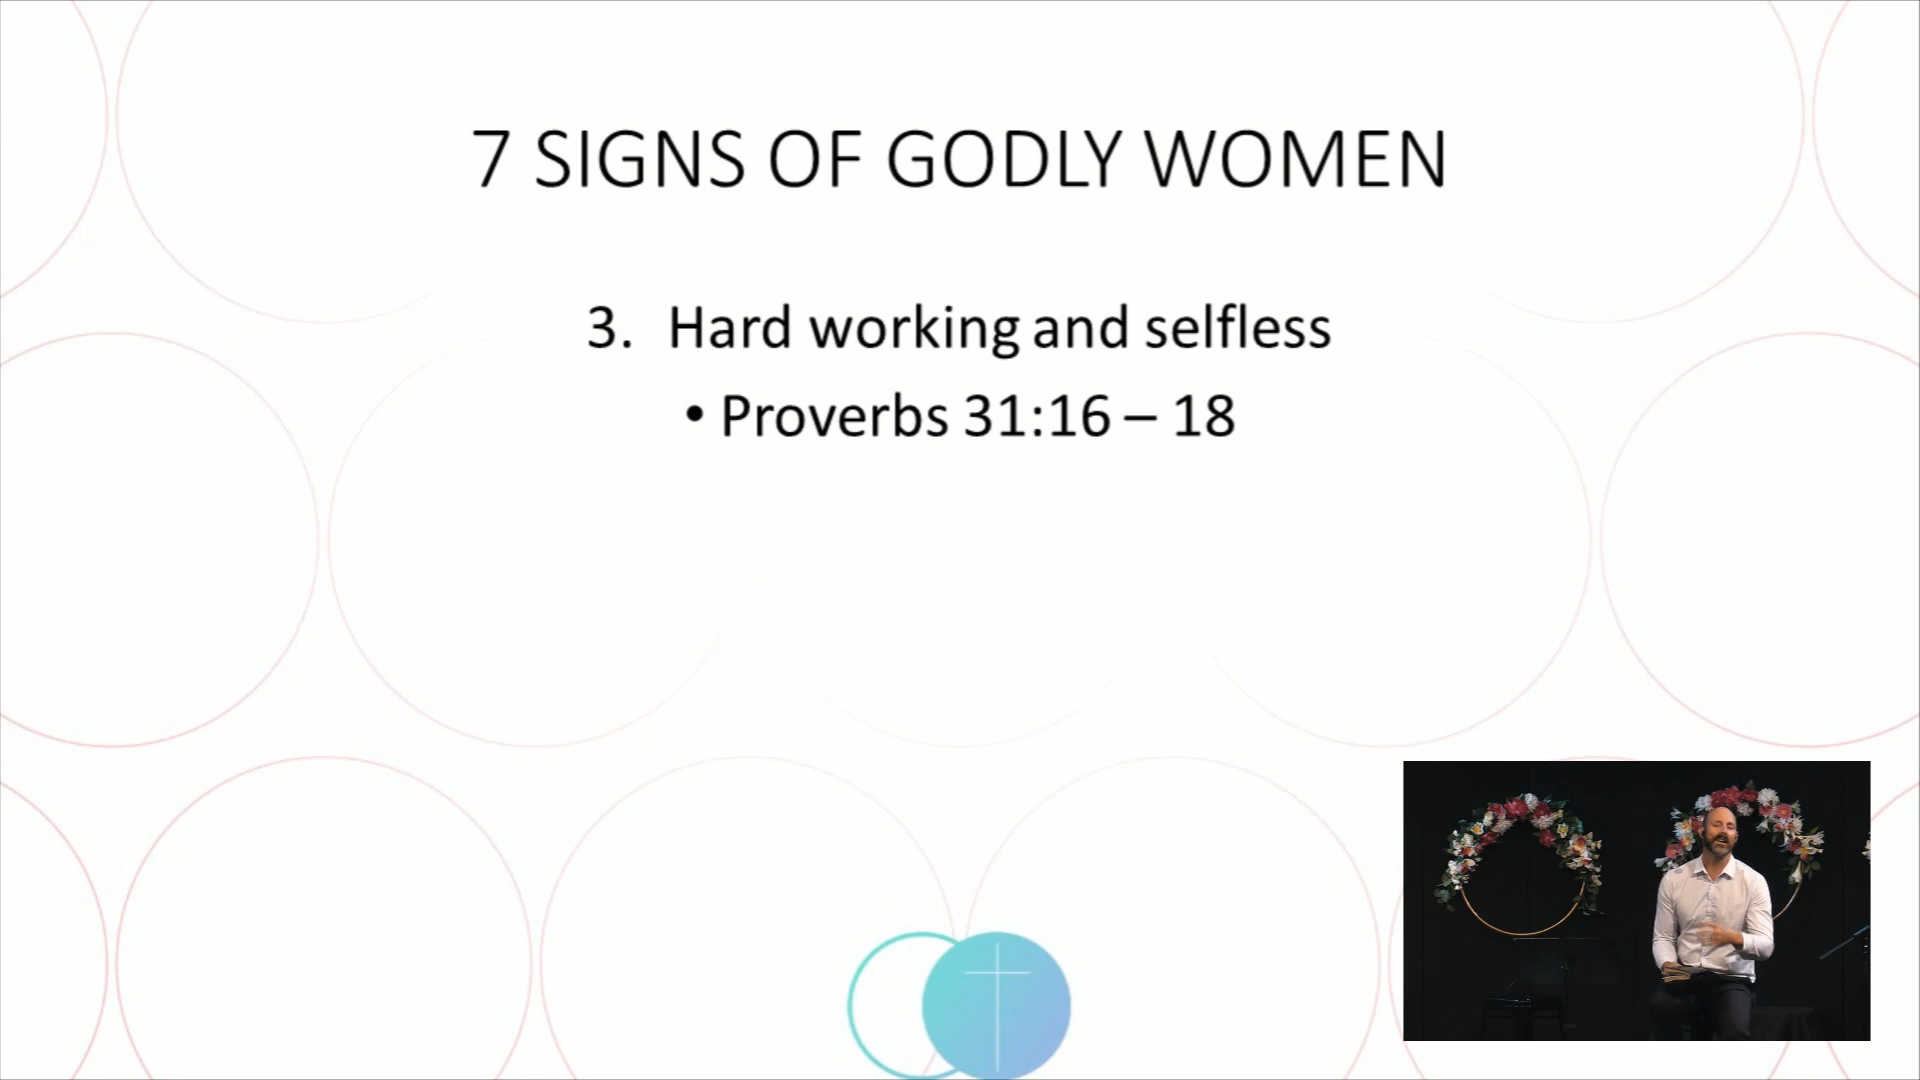 7 SIGNS OF GODLY WOMEN
3. Hard working and selfless
• Proverbs 31:16 – 18